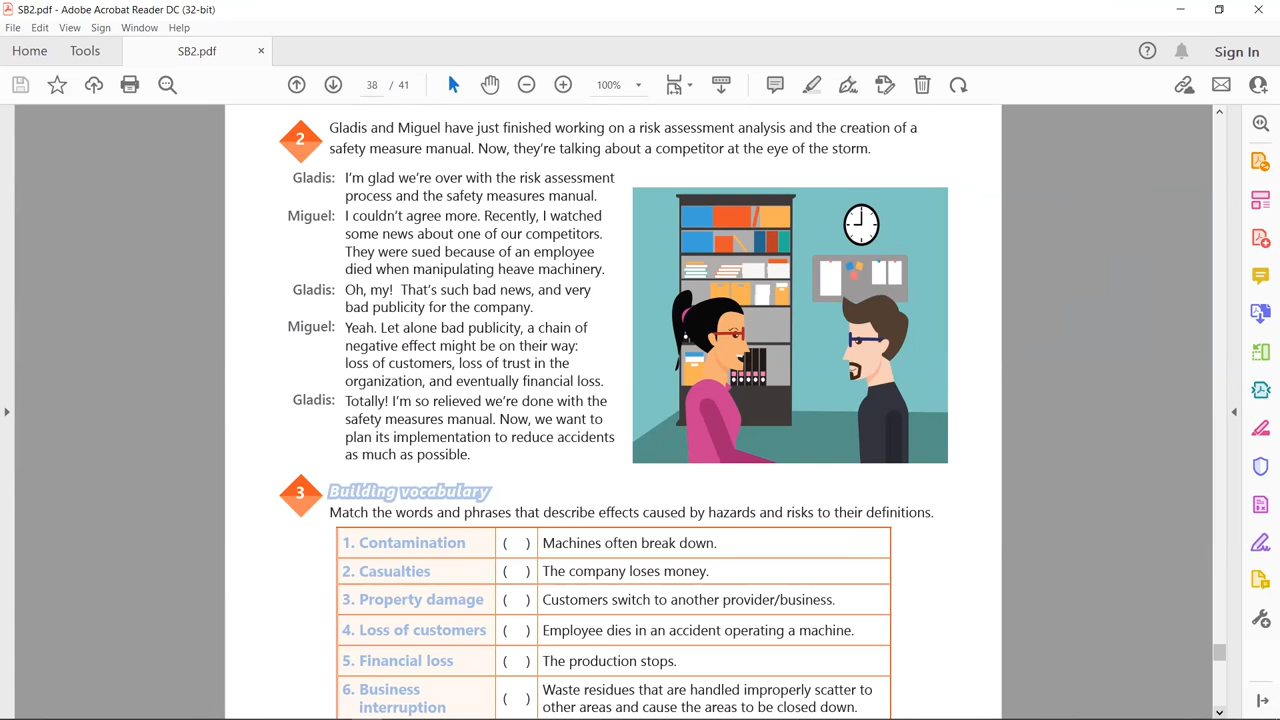 SB2.pdf - Adobe Acrobat Reader DC (32-bit)
File Edit View Sign Window Help
Home Tools SB2.pdf × Sign In
38 / 41 100%
2
Gladis and Miguel have just finished working on a risk assessment analysis and the creation of a
safety measure manual. Now, they're talking about a competitor at the eye of the storm.
Gladis: I'm glad we're over with the risk assessment
process and the safety measures manual.
Miguel: I couldn't agree more. Recently, I watched
some news about one of our competitors.
They were sued because of an employee
died when manipulating heave machinery.
Gladis: Oh, my! That's such bad news, and very
bad publicity for the company.
Miguel: Yeah. Let alone bad publicity, a chain of
negative effect might be on their way:
loss of customers, loss of trust in the
organization, and eventually financial loss.
Gladis: Totally! I'm so relieved we're done with the
safety measures manual. Now, we want to
plan its implementation to reduce accidents
as much as possible.
3 Building vocabulary
Match the words and phrases that describe effects caused by hazards and risks to their definitions.
1. Contamination ( ) Machines often break down.
2. Casualties ( ) The company loses money.
3. Property damage ( ) Customers switch to another provider/business.
4. Loss of customers ( ) Employee dies in an accident operating a machine.
5. Financial loss ( ) The production stops.
6. Business interruption ( ) Waste residues that are handled improperly scatter to
other areas and cause the areas to be closed down.